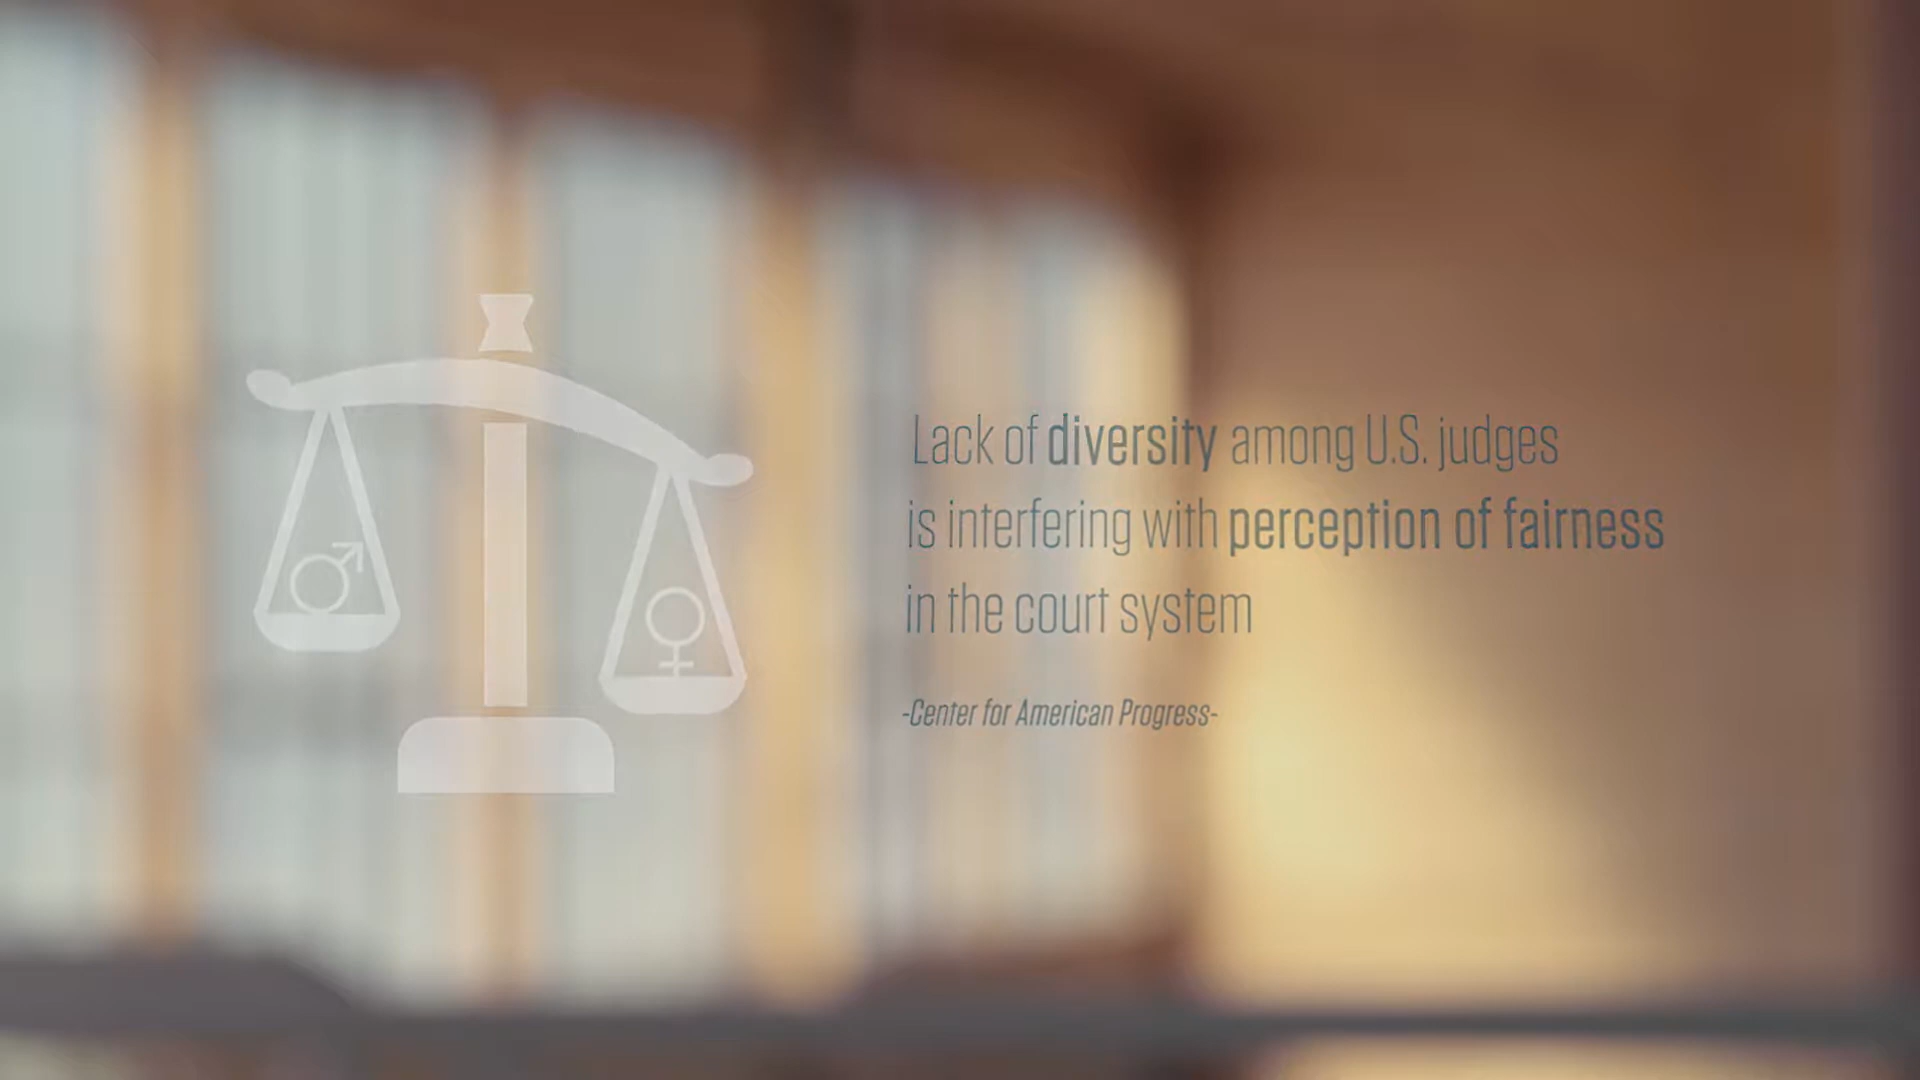 Lack of diversity among U.S. judges
is interfering with perception of fairness
in the court system
-Center for American Progress-